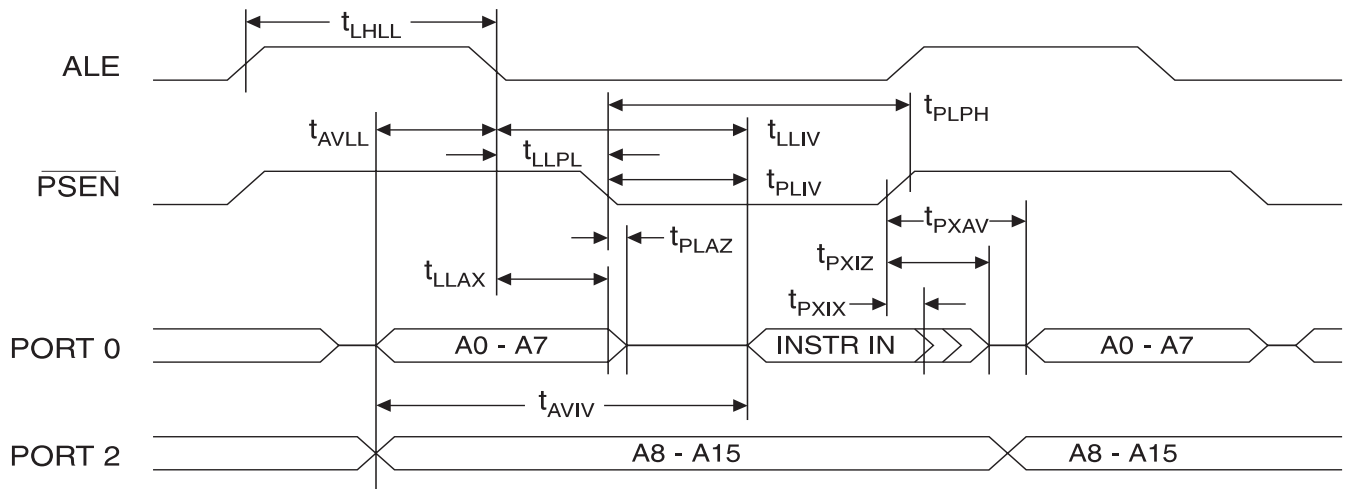 tLHLL
ALE
tPLPH
tAVLL
tLLIV
tLLPL
PSEN
tPLIV
tPXAV
tPLAZ
tPXIZ
tLLAX
tPXIX
PORT 0
A0 - A7
INSTR IN
A0 - A7
tAVIV
PORT 2
A8 - A15
A8 - A15